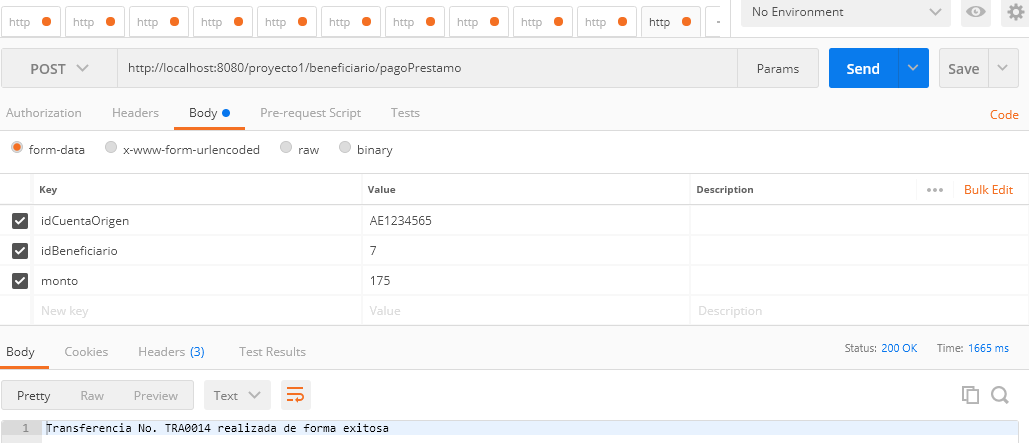 http http http http http http http http http http http No Environment
POST http://localhost:8080/proyecto1/beneficiario/pagoPrestamo Params Send Save
Authorization Headers Body Pre-request Script Tests Code
form-data x-www-form-urlencoded raw binary
Key Value Description Bulk Edit
idCuentaOrigen AE1234565
idBeneficiario 7
monto 175
New key Value Description
Body Cookies Headers (3) Test Results Status: 200 OK Time: 1665 ms
Pretty Raw Preview Text
1 Transferencia No. TRA0014 realizada de forma exitosa